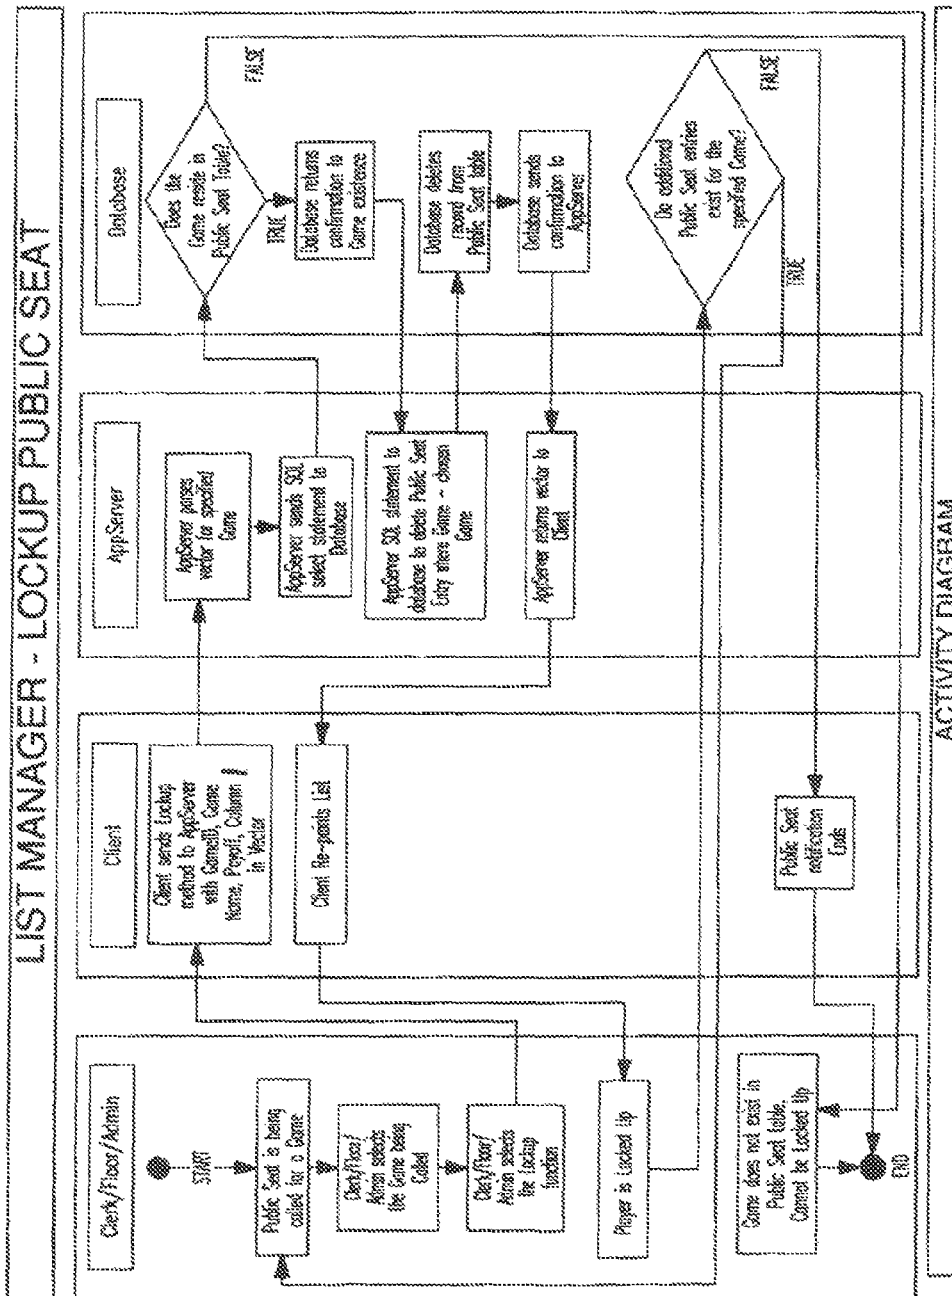 LIST MANAGER - LOCKUP PUBLIC SEAT
Clerk/Floor/Admin
START
Public Seat is being
called for a Game
Clerk/Floor/
Admin selects
the Game being
Called
Clerk/Floor/
Admin selects
the Lockup
function
Player is Locked Up
Game does not exist in
Public Seat table.
Cannot be Locked Up
END
Client
Client sends Lockup
method to AppServer
with GameID, Game
Name, Payoff, Column
in Vector
Client Re-paints List
Public Seat
notification
Ends
AppServer
AppServer parses
vector for specified
Game
AppServer sends SQL
select statement to
Database
AppServer SQL statement to
database to delete Public Seat
Entry where Game - chosen
Game
AppServer returns vector to
Client
Database
Does the
Game reside in
Public Seat Table?
FALSE
TRUE
Database returns
confirmation to
Game existence
Database deletes
record from
Public Seat table
Database sends
confirmation to
AppServer
Do additional
Public Seat entries
exist for the
specified Game?
FALSE
TRUE
ACTIVITY DIAGRAM